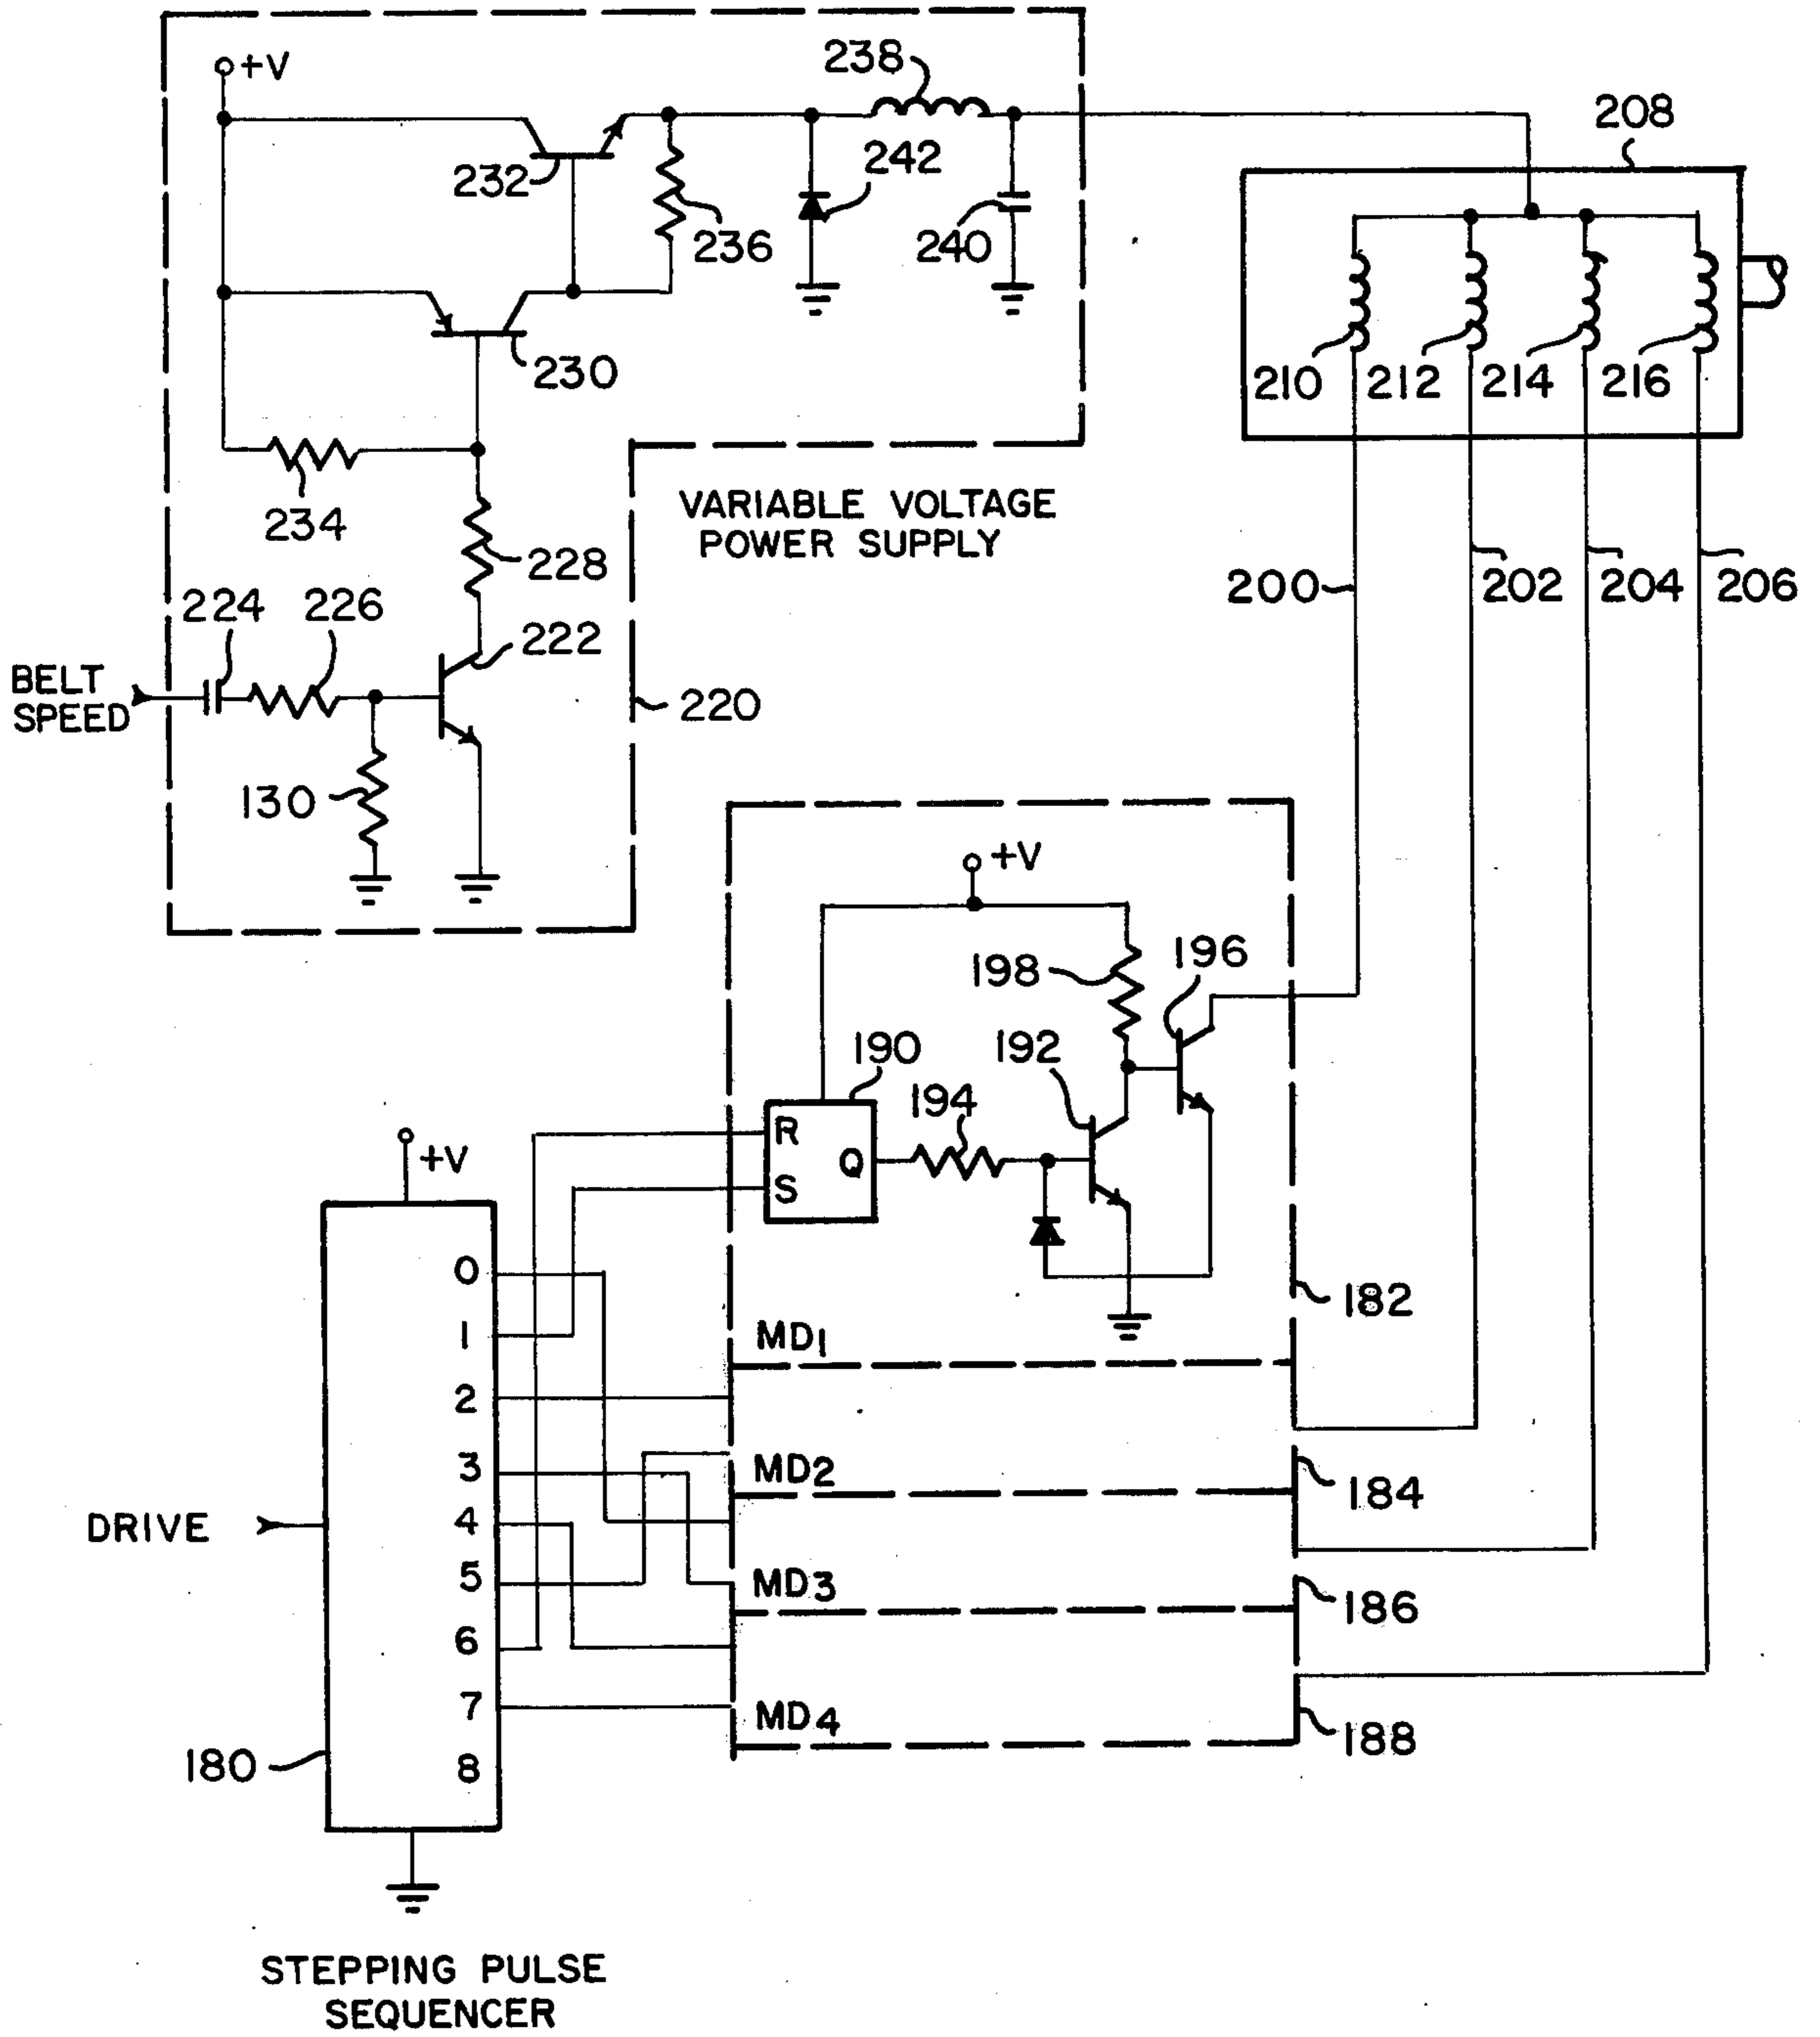 +V
238
232
242
236
240
230
234
VARIABLE VOLTAGE
POWER SUPPLY
228
224
226
222
BELT
SPEED
220
130
208
210
212
214
216
200
202
204
206
+V
198
196
190
192
194
R
S
Q
182
MD1
MD2
184
MD3
186
MD4
188
+V
0
1
2
3
4
5
6
7
8
DRIVE
180
STEPPING PULSE
SEQUENCER